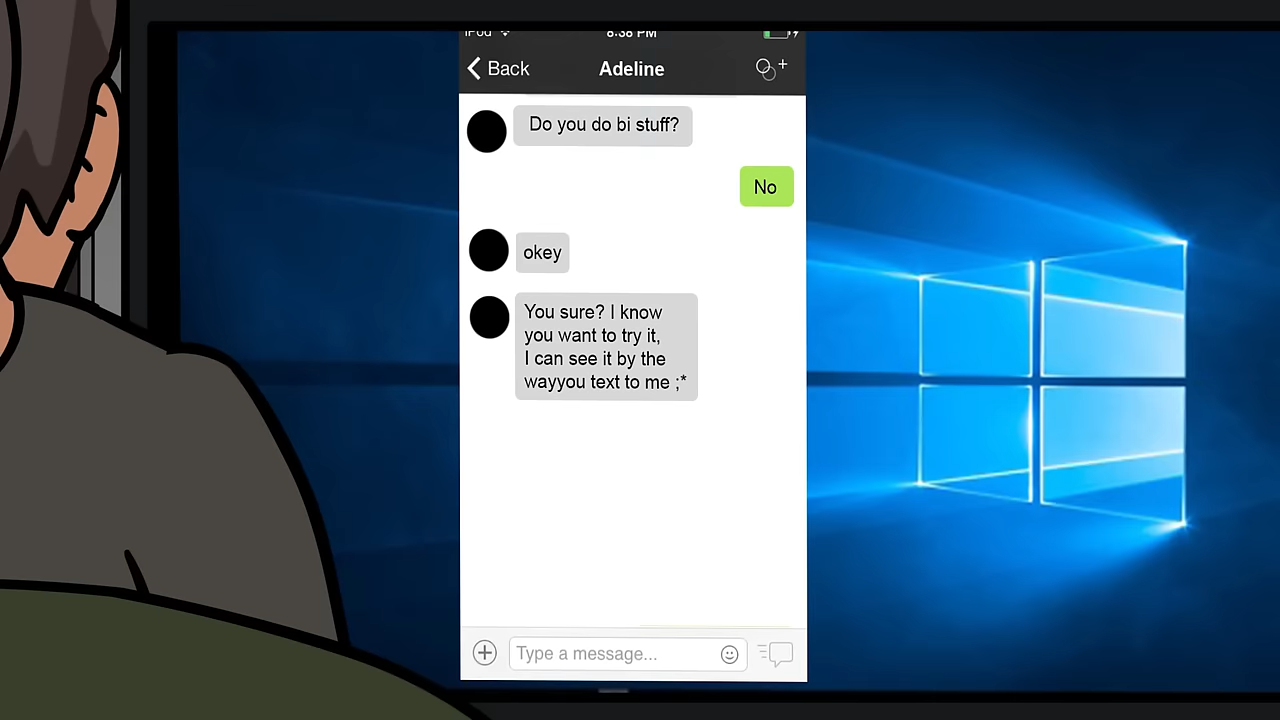 iPod 8:38 PM
Back Adeline
Do you do bi stuff?
No
okey
You sure? I know
you want to try it,
I can see it by the
wayyou text to me ;*
Type a message...